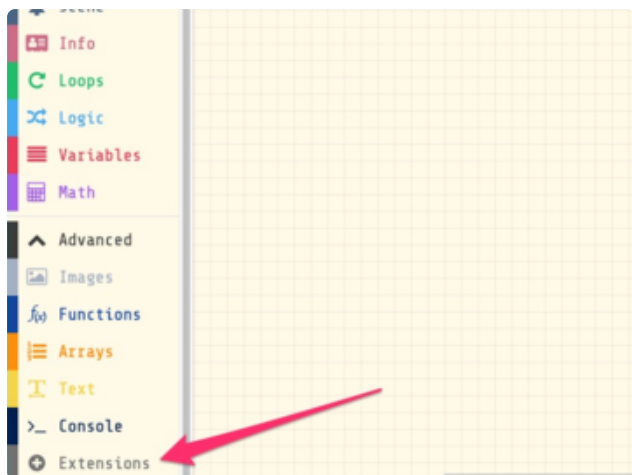 Info
Loops
Logic
Variables
Math
Advanced
Images
Functions
Arrays
Text
Console
Extensions